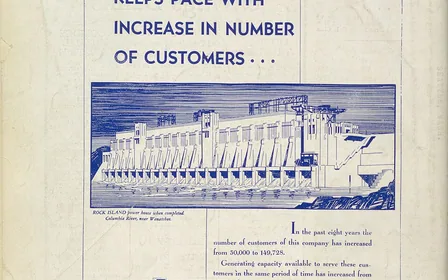 KEEPS PACE WITH
INCREASE IN NUMBER
OF CUSTOMERS . . .
ROCK ISLAND power house when completed.
Columbia River, near Wenatchee
In the past eight years the
number of customers of this company has increased
from 50,000 to 149,728.
Generating capacity available to serve these cus-
tomers in the same period of time has increased from